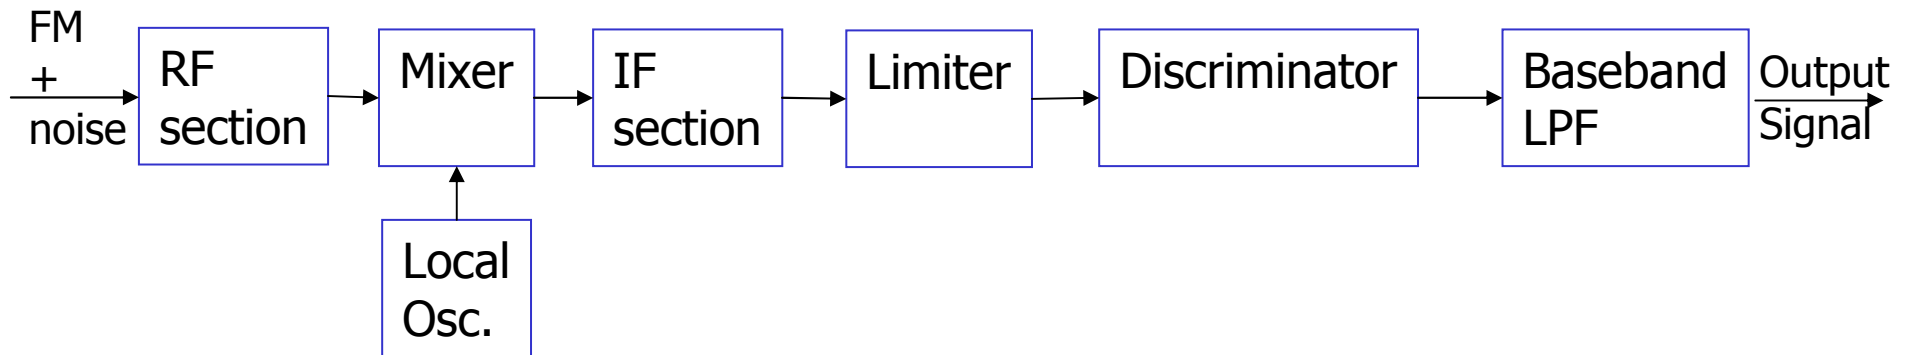 FM
+
noise
RF
section
Mixer
IF
section
Limiter
Discriminator
Baseband
LPF
Output
Signal
Local
Osc.